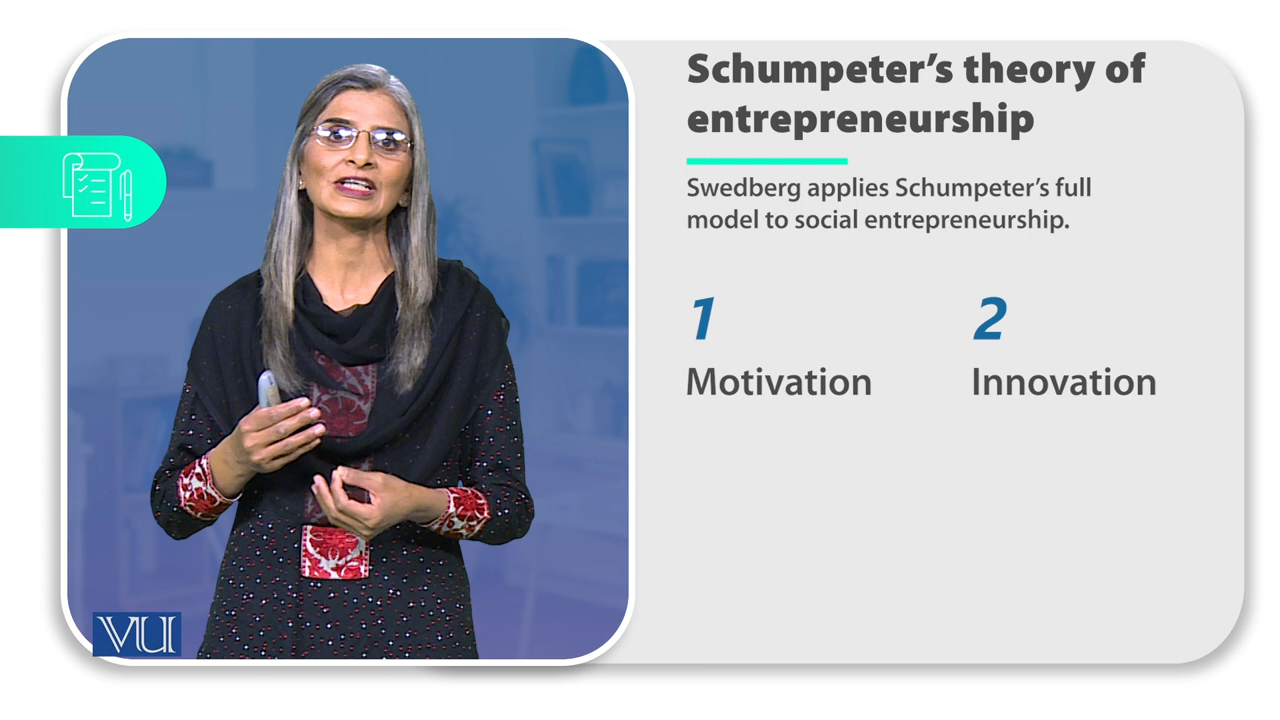 Schumpeter’s theory of
entrepreneurship
Swedberg applies Schumpeter’s full
model to social entrepreneurship.
1
2
Motivation
Innovation
VU